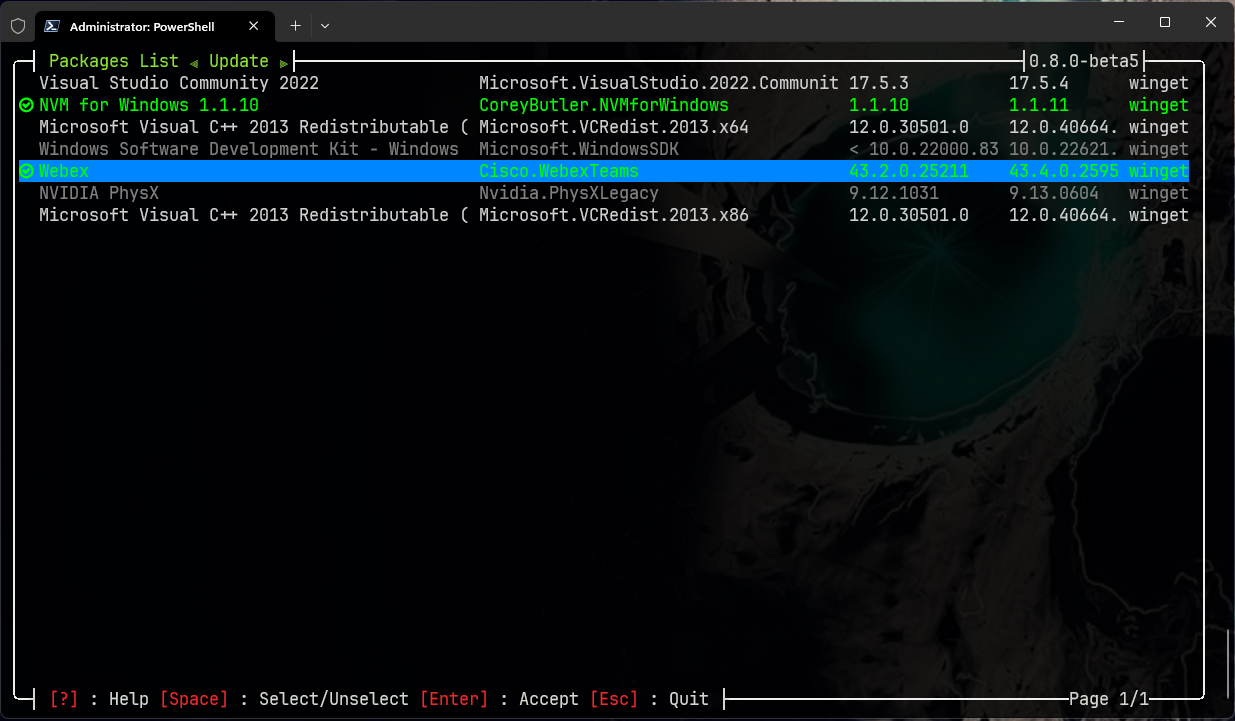 Administrator: PowerShell
Packages List ◄ Update ► 0.8.0-beta5
Visual Studio Community 2022 Microsoft.VisualStudio.2022.Communit 17.5.3 17.5.4 winget
NVM for Windows 1.1.10 CoreyButler.NVMforWindows 1.1.10 1.1.11 winget
Microsoft Visual C++ 2013 Redistributable ( Microsoft.VCRedist.2013.x64 12.0.30501.0 12.0.40664. winget
Windows Software Development Kit - Windows Microsoft.WindowsSDK < 10.0.22000.83 10.0.22621. winget
Webex Cisco.WebexTeams 43.2.0.25211 43.4.0.2595 winget
NVIDIA PhysX Nvidia.PhysXLegacy 9.12.1031 9.13.0604 winget
Microsoft Visual C++ 2013 Redistributable ( Microsoft.VCRedist.2013.x86 12.0.30501.0 12.0.40664. winget
[?] : Help [Space] : Select/Unselect [Enter] : Accept [Esc] : Quit Page 1/1